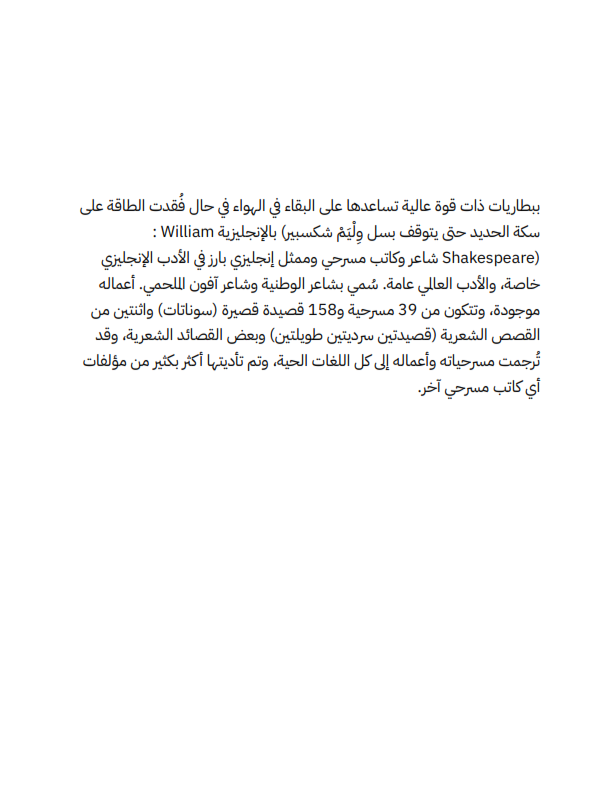 ببطاريات ذات قوة عالية تساعدها على البقاء في الهواء في حال فُقدت الطاقة على
سكة الحديد حتى يتوقف بسل وِلْيَمْ شكسبير) بالإنجليزية William :
(Shakespeare شاعر وكاتب مسرحي وممثل إنجليزي بارز في الأدب الإنجليزي
خاصة، والأدب العالمي عامة. سُمي بشاعر الوطنية وشاعر آفون الملحمي. أعماله
موجودة، وتتكون من 39 مسرحية و158 قصيدة قصيرة (سوناتات) واثنتين من
القصص الشعرية (قصيدتين سرديتين طويلتين) وبعض القصائد الشعرية، وقد
تُرجمت مسرحياته وأعماله إلى كل اللغات الحية، وتم تأديتها أكثر بكثير من مؤلفات
أي كاتب مسرحي آخر.